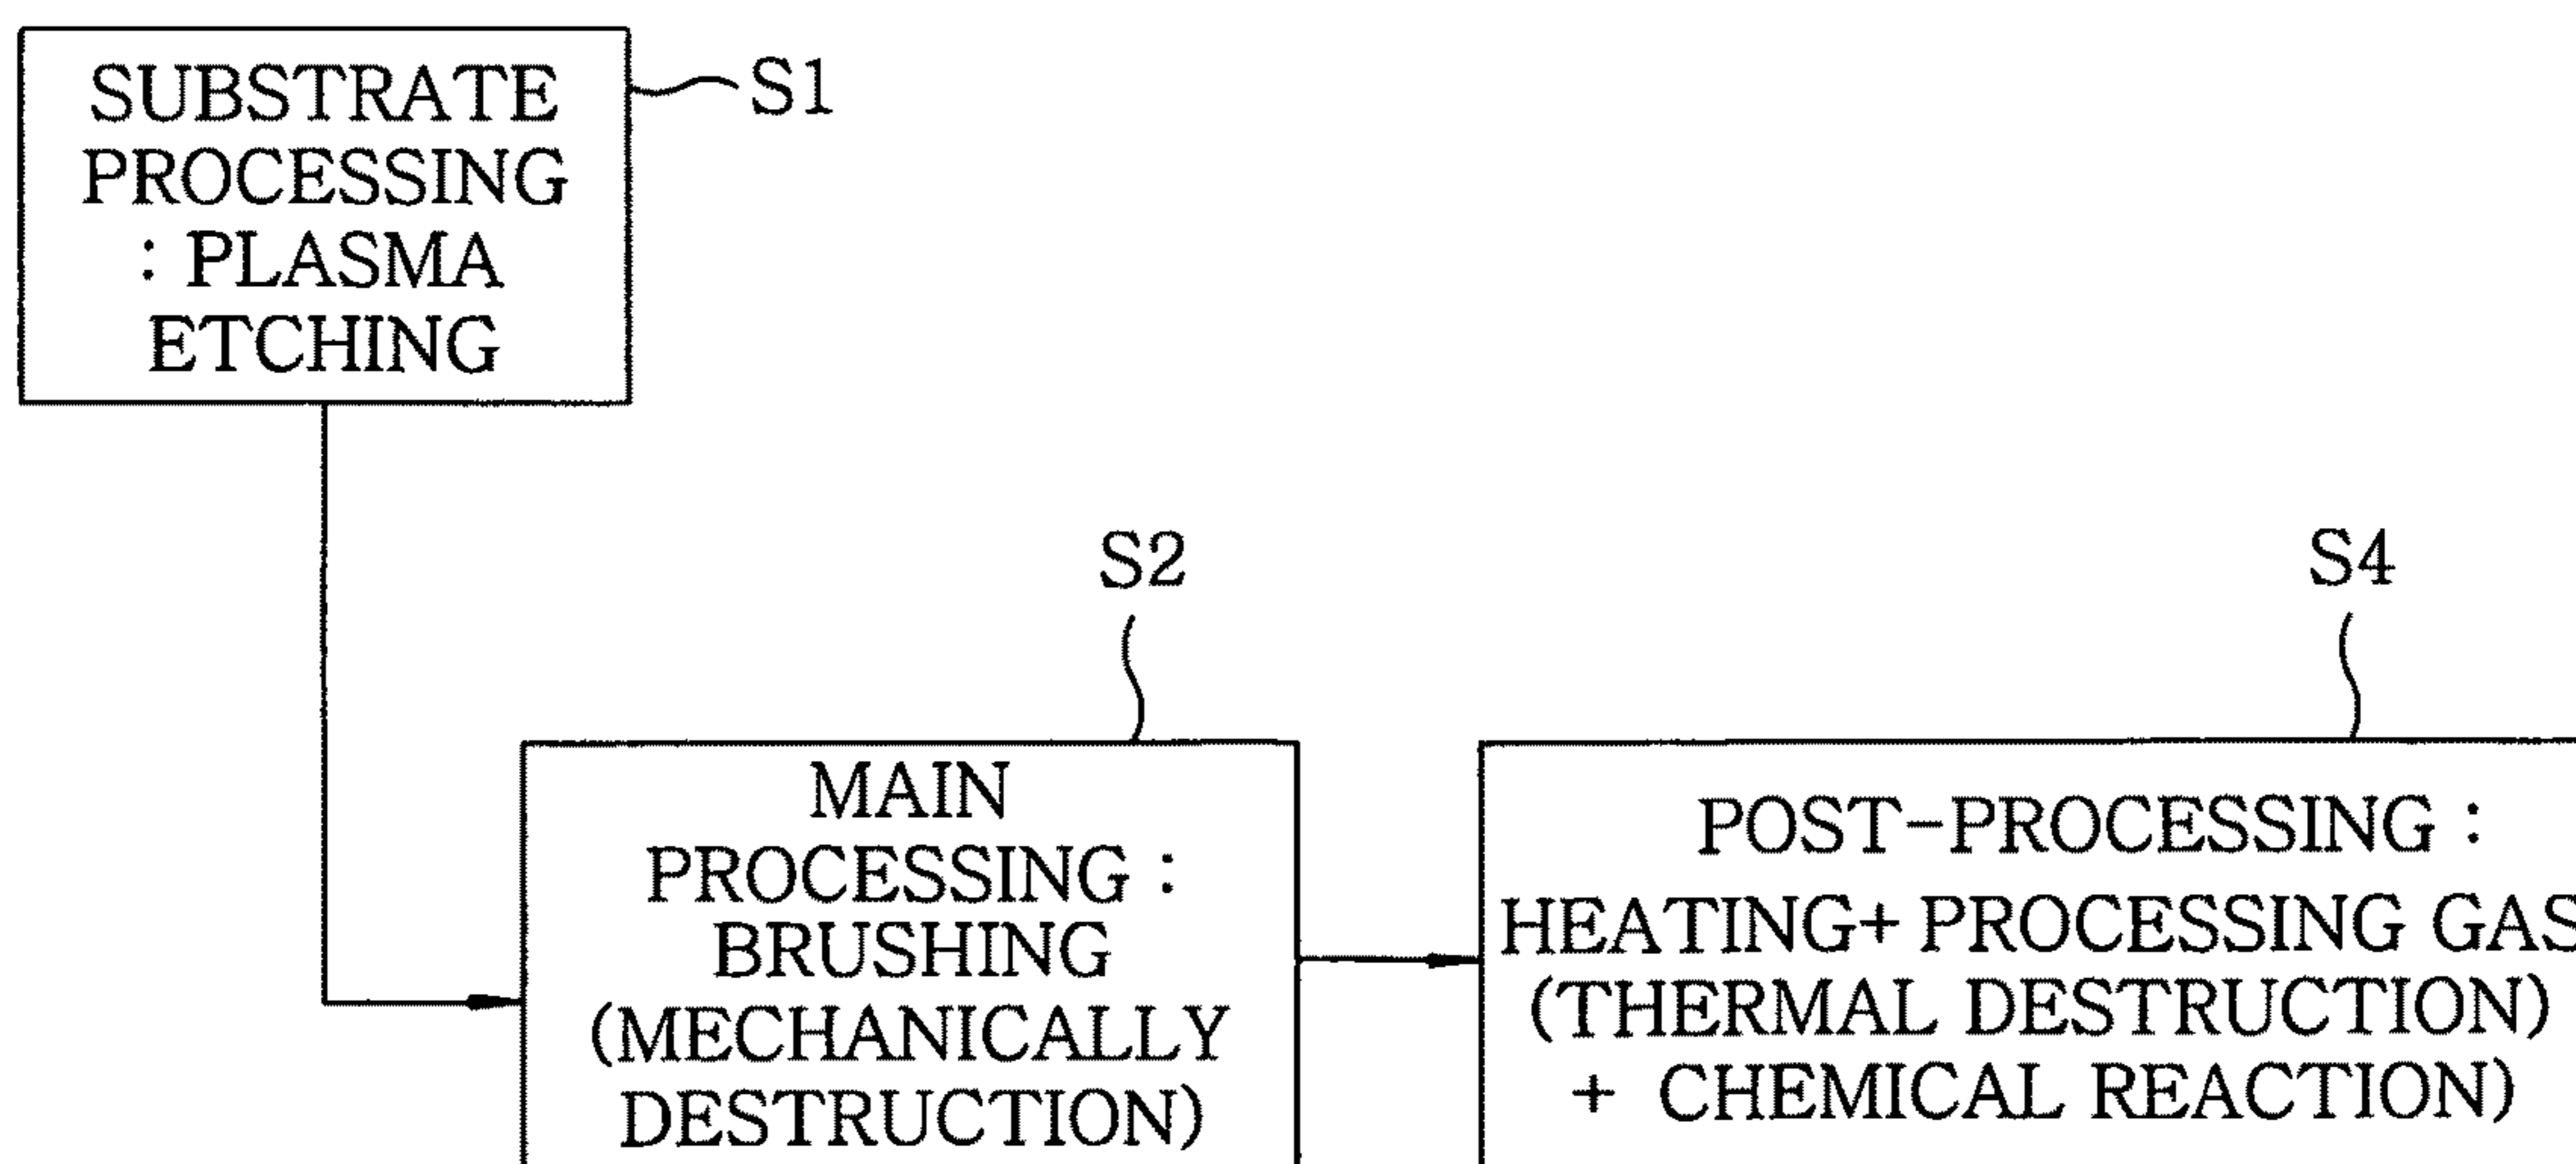 SUBSTRATE
PROCESSING
: PLASMA
ETCHING
S1
S2
MAIN
PROCESSING :
BRUSHING
(MECHANICALLY
DESTRUCTION)
S4
POST-PROCESSING :
HEATING+ PROCESSING GAS
(THERMAL DESTRUCTION)
+ CHEMICAL REACTION)